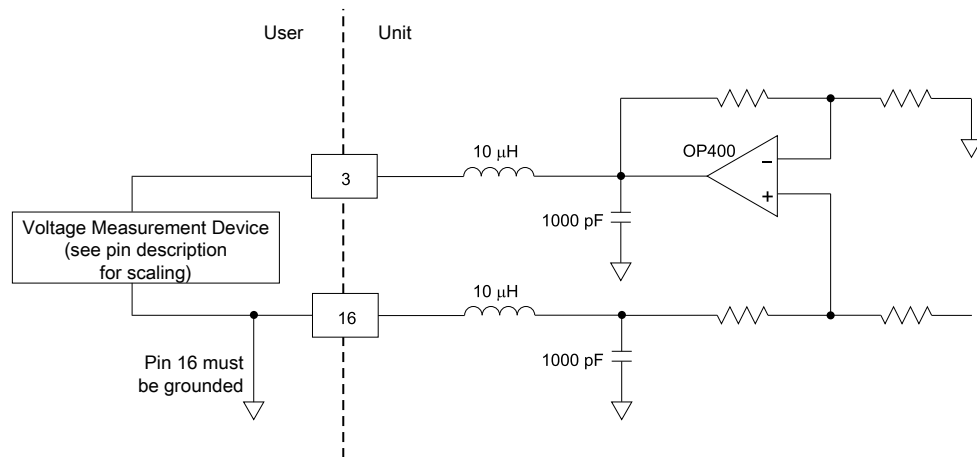 User
Unit
OP400
10 μH
3
−
+
1000 pF
Voltage Measurement Device
(see pin description
for scaling)
10 μH
16
1000 pF
Pin 16 must
be grounded